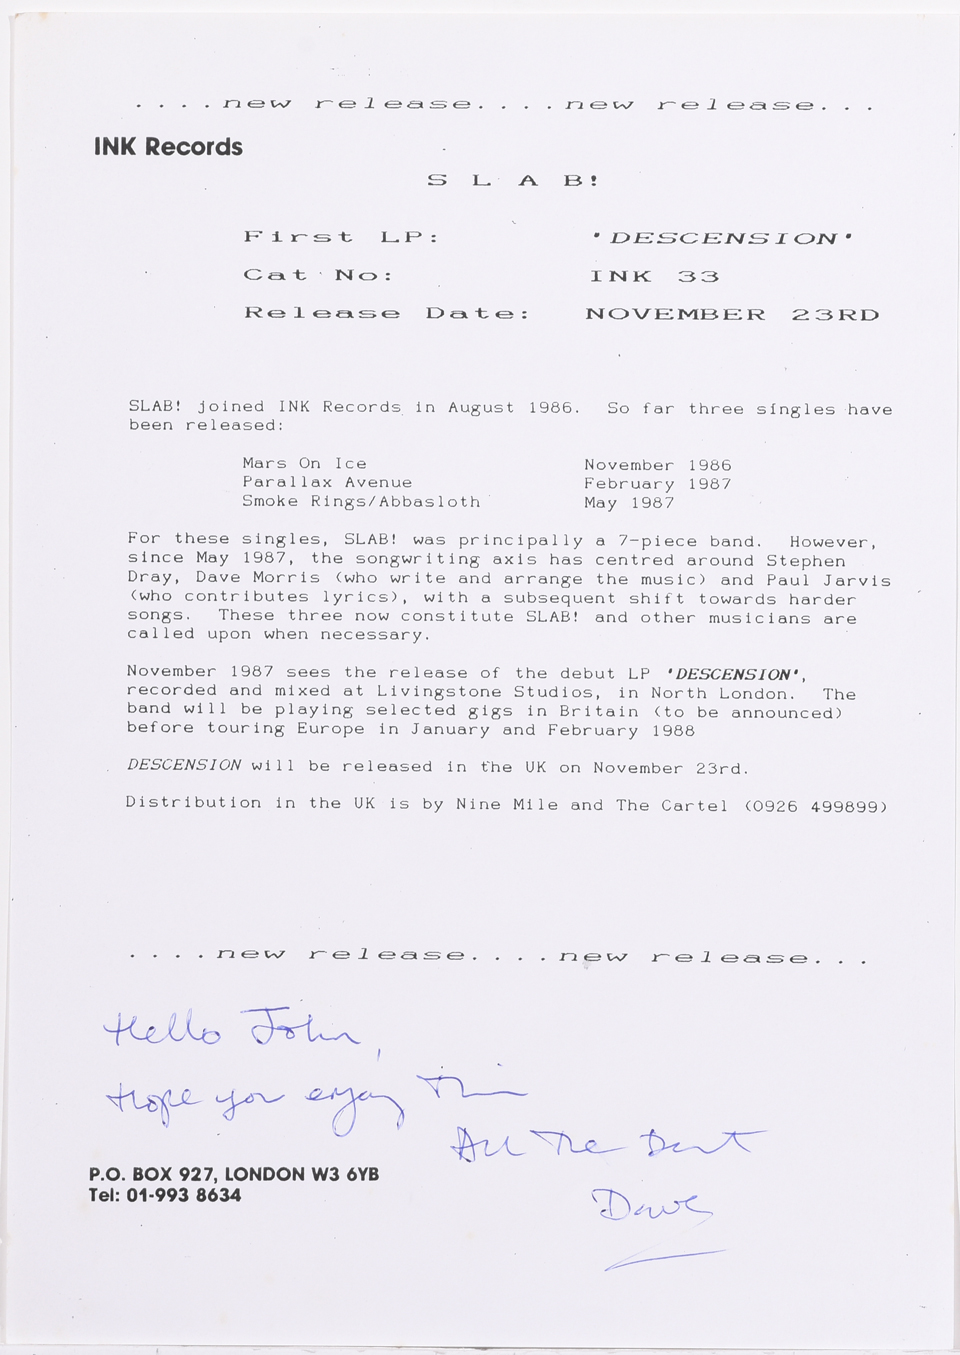 ....new release....new release...
INK Records
S L A B!
First LP: 'DESCENSION'
Cat No: INK 33
Release Date: NOVEMBER 23RD
SLAB! joined INK Records in August 1986. So far three singles have
been released:
Mars On Ice November 1986
Parallax Avenue February 1987
Smoke Rings/Abbasloth May 1987
For these singles, SLAB! was principally a 7-piece band. However,
since May 1987, the songwriting axis has centred around Stephen
Dray, Dave Morris (who write and arrange the music) and Paul Jarvis
(who contributes lyrics), with a subsequent shift towards harder
songs. These three now constitute SLAB! and other musicians are
called upon when necessary.
November 1987 sees the release of the debut LP 'DESCENSION',
recorded and mixed at Livingstone Studios, in North London. The
band will be playing selected gigs in Britain (to be announced)
before touring Europe in January and February 1988
DESCENSION will be released in the UK on November 23rd.
Distribution in the UK is by Nine Mile and The Cartel (0926 499899)
....new release....new release...
Hello John,
Hope you enjoy this
All The Best
Dave
P.O. BOX 927, LONDON W3 6YB
Tel: 01-993 8634